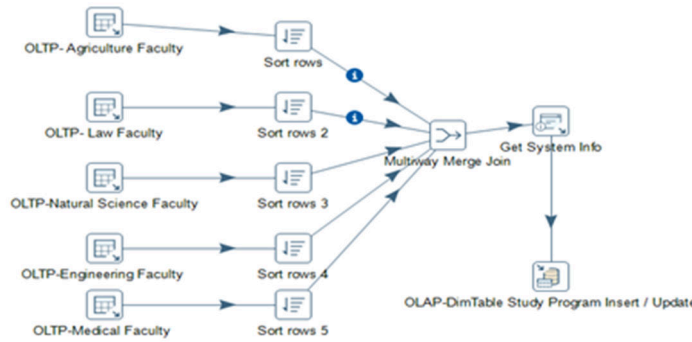 OLTP- Agriculture Faculty
Sort rows
OLTP- Law Faculty
Sort rows 2
Multiway Merge Join
Get System Info
OLTP-Natural Science Faculty
Sort rows 3
OLTP-Engineering Faculty
Sort rows 4
OLAP-DimTable Study Program Insert / Update
OLTP-Medical Faculty
Sort rows 5